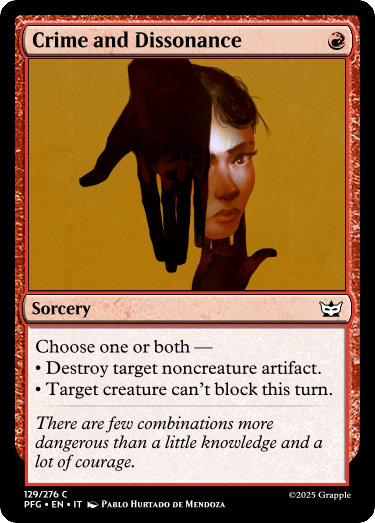 Crime and Dissonance
Sorcery
Choose one or both —
• Destroy target noncreature artifact.
• Target creature can't block this turn.
There are few combinations more
dangerous than a little knowledge and a
lot of courage.
129/276 C
PFG • EN • IT Pablo Hurtado de Mendoza
©2025 Grapple